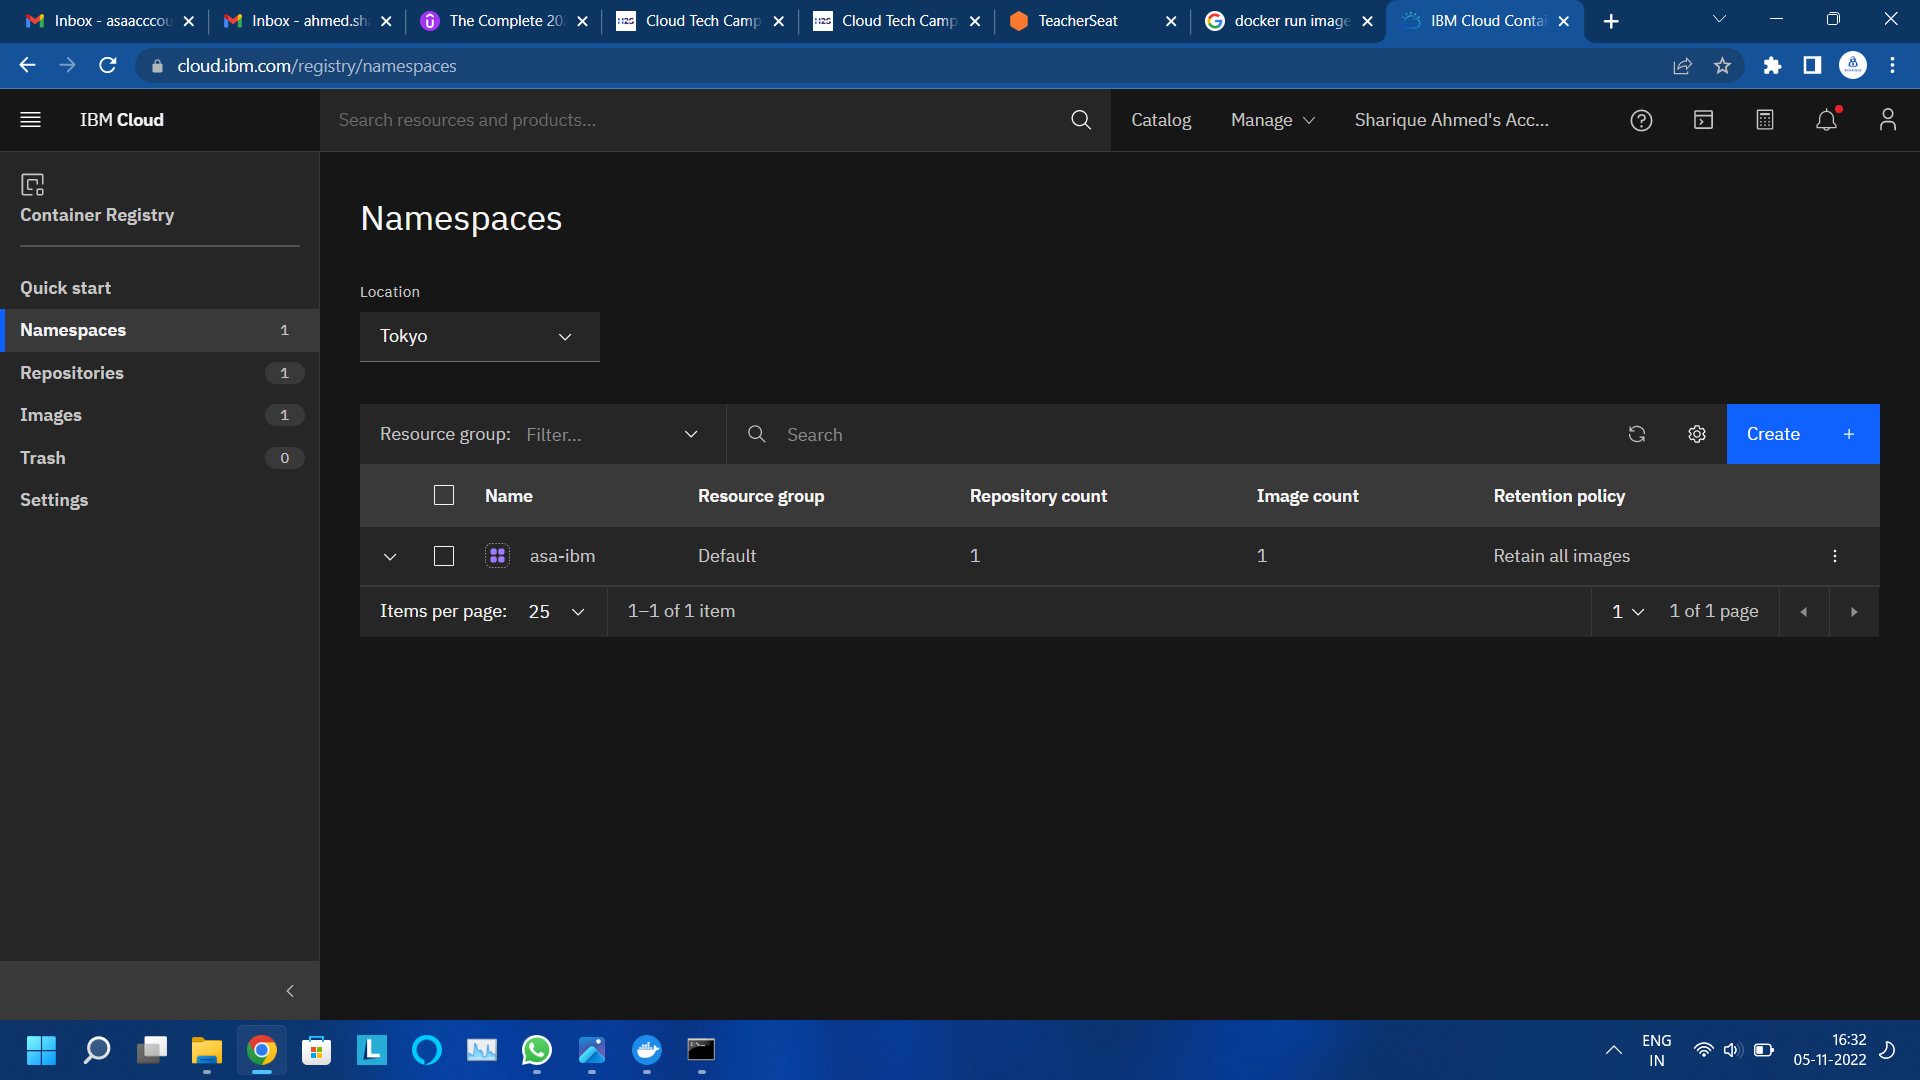 Inbox - asaacccou
Inbox - ahmed.sha
The Complete 202
Cloud Tech Camp
Cloud Tech Camp
TeacherSeat
docker run image
IBM Cloud Contai
cloud.ibm.com/registry/namespaces
IBM Cloud
Search resources and products...
Catalog
Manage
Sharique Ahmed's Acc...
Container Registry
Quick start
Namespaces 1
Repositories 1
Images 1
Trash 0
Settings
Namespaces
Location
Tokyo
Resource group: Filter...
Search
Create +
Name Resource group Repository count Image count Retention policy
asa-ibm Default 1 1 Retain all images
Items per page: 25 1–1 of 1 item 1 1 of 1 page
ENG
IN
16:32
05-11-2022